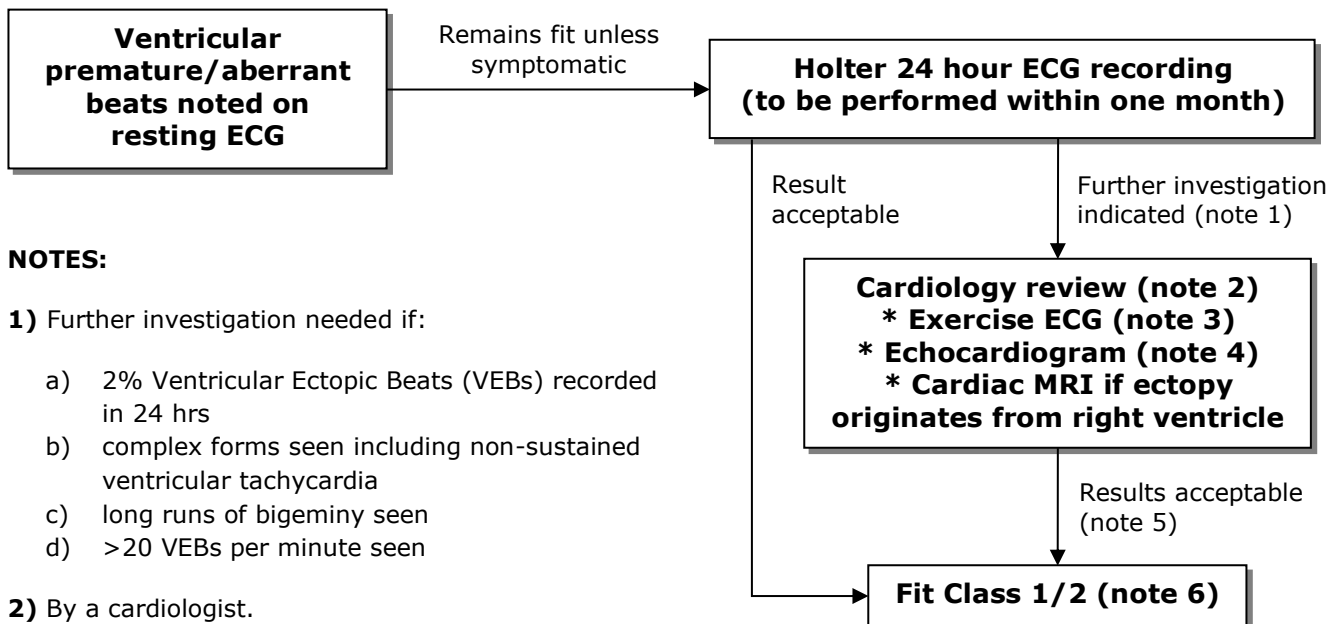 Ventricular
premature/aberrant
beats noted on
resting ECG
Remains fit unless
symptomatic
Holter 24 hour ECG recording
(to be performed within one month)
Result
acceptable
Further investigation
indicated (note 1)
Cardiology review (note 2)
* Exercise ECG (note 3)
* Echocardiogram (note 4)
* Cardiac MRI if ectopy
originates from right ventricle
Results acceptable
(note 5)
Fit Class 1/2 (note 6)
NOTES:
1) Further investigation needed if:
a) 2% Ventricular Ectopic Beats (VEBs) recorded
in 24 hrs
b) complex forms seen including non-sustained
ventricular tachycardia
c) long runs of bigeminy seen
d) >20 VEBs per minute seen
2) By a cardiologist.